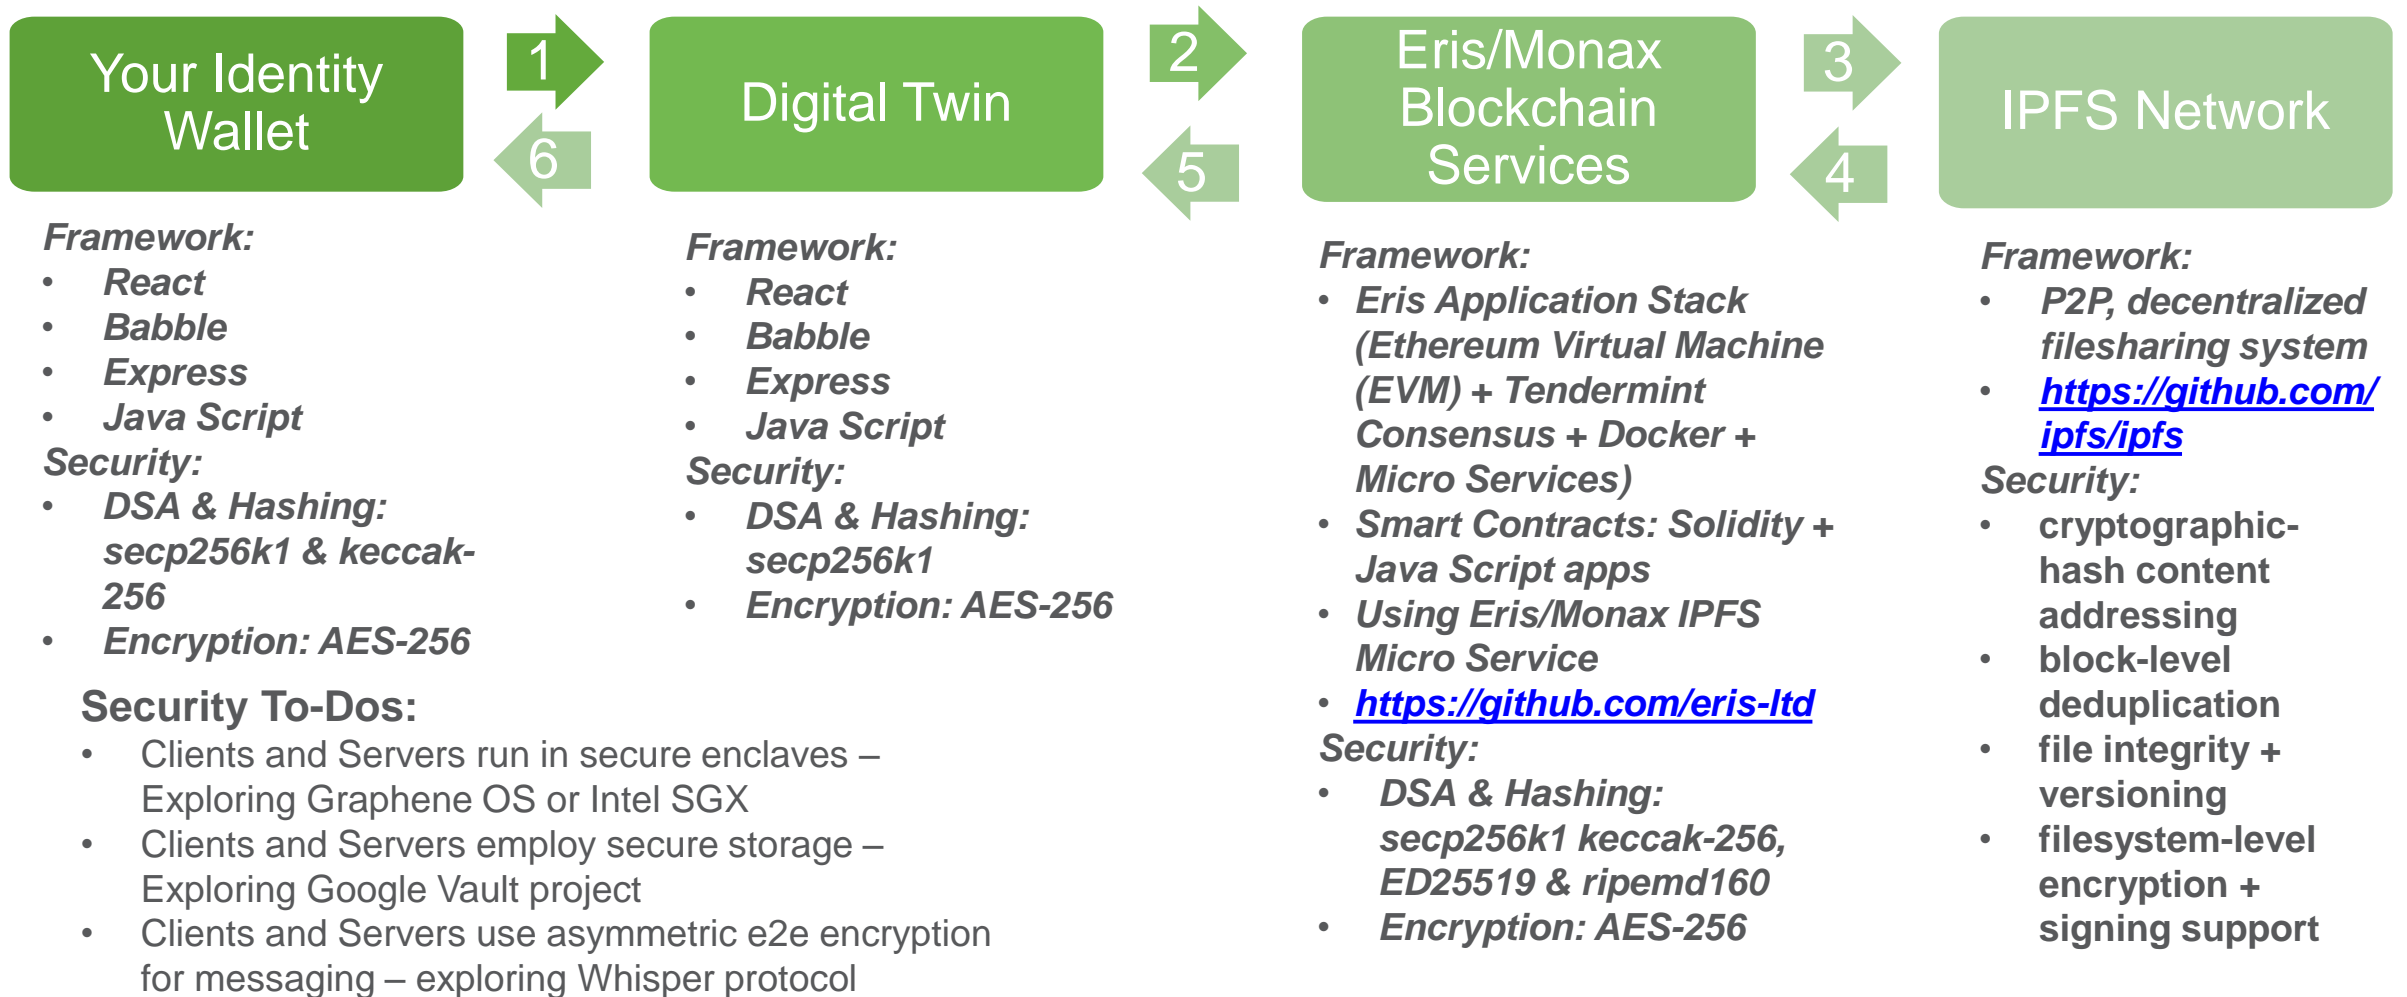 Your Identity
Wallet
1
6
Digital Twin
2
5
Eris/Monax
Blockchain
Services
3
4
IPFS Network
Framework:
• React
• Babble
• Express
• Java Script
Security:
• DSA & Hashing:
secp256k1 & keccak-
256
• Encryption: AES-256
Framework:
• React
• Babble
• Express
• Java Script
Security:
• DSA & Hashing:
secp256k1
• Encryption: AES-256
Security To-Dos:
• Clients and Servers run in secure enclaves –
Exploring Graphene OS or Intel SGX
• Clients and Servers employ secure storage –
Exploring Google Vault project
• Clients and Servers use asymmetric e2e encryption
for messaging – exploring Whisper protocol
Framework:
• Eris Application Stack
(Ethereum Virtual Machine
(EVM) + Tendermint
Consensus + Docker +
Micro Services)
• Smart Contracts: Solidity +
Java Script apps
• Using Eris/Monax IPFS
Micro Service
• https://github.com/eris-ltd
Security:
• DSA & Hashing:
secp256k1 keccak-256,
ED25519 & ripemd160
• Encryption: AES-256
Framework:
• P2P, decentralized
filesharing system
• https://github.com/
ipfs/ipfs
Security:
• cryptographic-
hash content
addressing
• block-level
deduplication
• file integrity +
versioning
• filesystem-level
encryption +
signing support